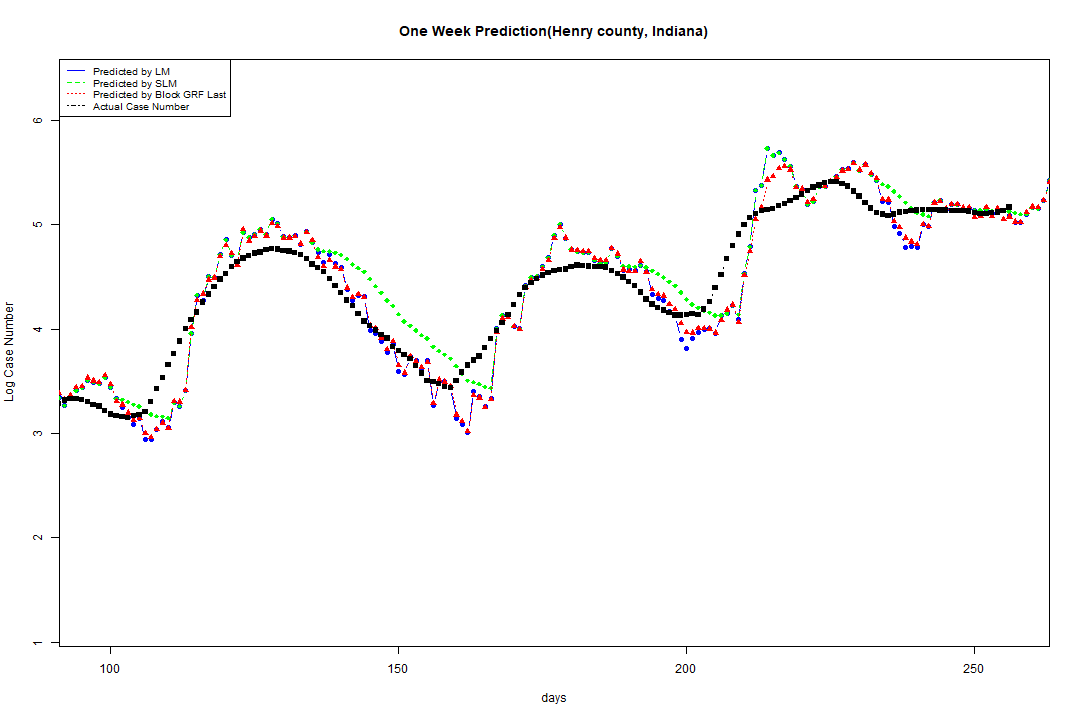 One Week Prediction(Henry county, Indiana)
Predicted by LM
Predicted by SLM
Predicted by Block GRF Last
Actual Case Number
6
5
4
3
2
1
Log Case Number
100 150 200 250
days